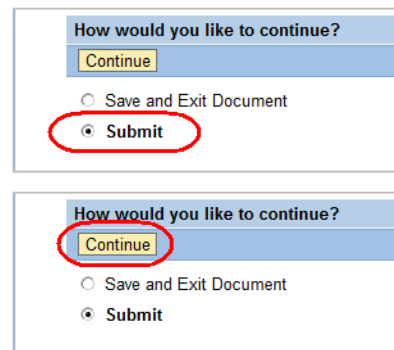 How would you like to continue?
Continue
Save and Exit Document
Submit
How would you like to continue?
Continue
Save and Exit Document
Submit